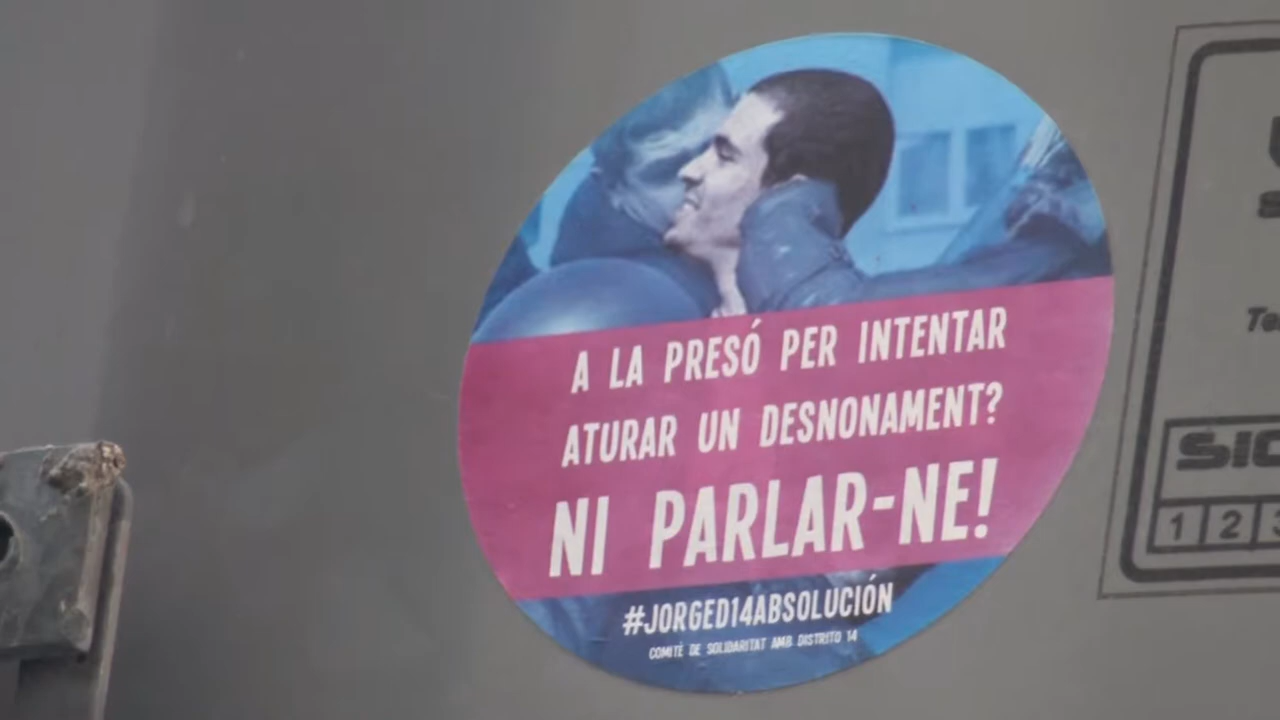 A LA PRESÓ PER INTENTAR
ATURAR UN DESNONAMENT?
NI PARLAR-NE!
#JORGED14ABSOLUCIÓN
COMITÈ DE SOLIDARITAT AMB DISTRITO 14
1 2